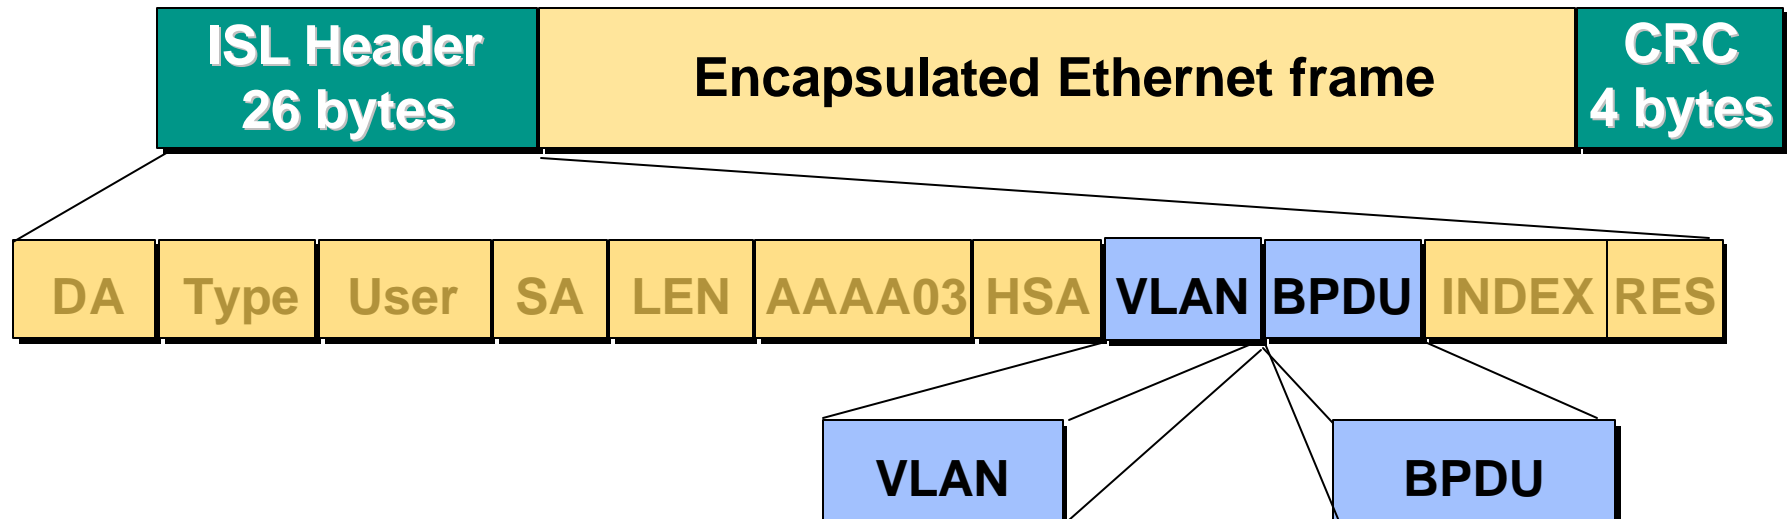 ISL Header
26 bytes
Encapsulated Ethernet frame
CRC
4 bytes
DA Type User SA LEN AAAA03 HSA VLAN BPDU INDEX RES
VLAN BPDU